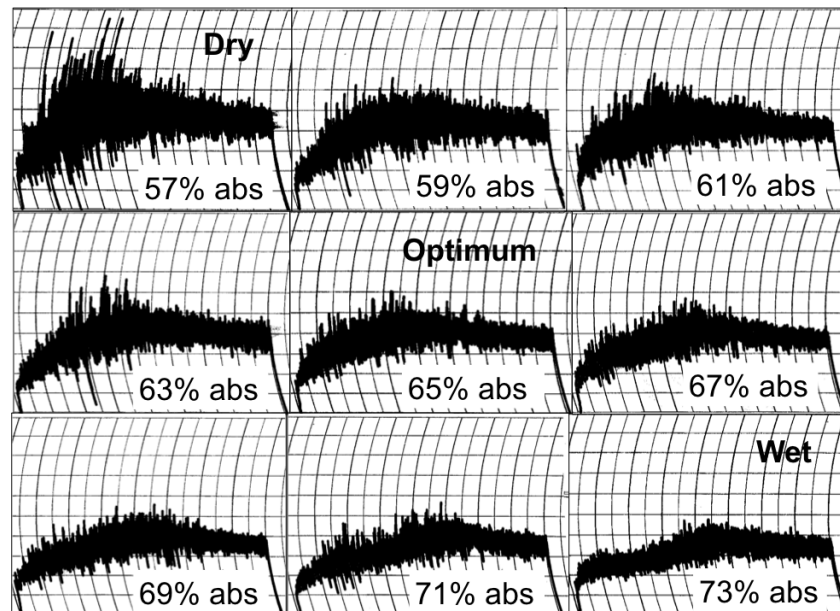 Dry
57% abs
59% abs
61% abs
Optimum
63% abs
65% abs
67% abs
Wet
69% abs
71% abs
73% abs